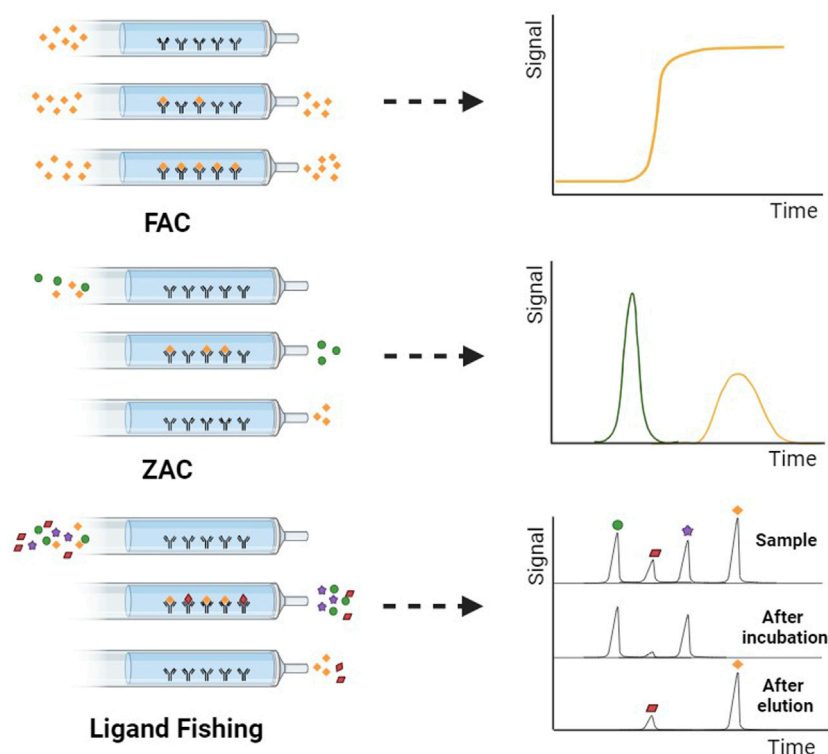 Signal
Time
FAC
Signal
Time
ZAC
Signal
Sample
After
incubation
After
elution
Time
Ligand Fishing